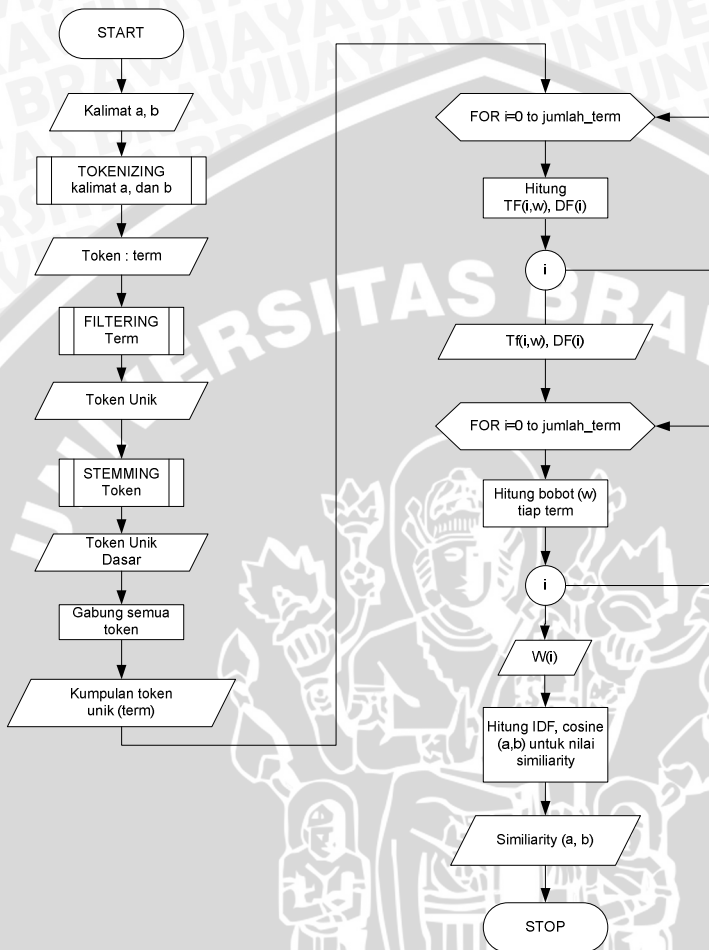 START
Kalimat a, b
TOKENIZING
kalimat a, dan b
Token : term
FILTERING
Term
Token Unik
STEMMING
Token
Token Unik
Dasar
Gabung semua
token
Kumpulan token
unik (term)
FOR i=0 to jumlah_term
Hitung
TF(i,w), DF(i)
i
Tf(i,w), DF(i)
FOR i=0 to jumlah_term
Hitung bobot (w)
tiap term
i
W(i)
Hitung IDF, cosine
(a,b) untuk nilai
similiarity
Similiarity (a, b)
STOP
UNIVERSITAS BRA